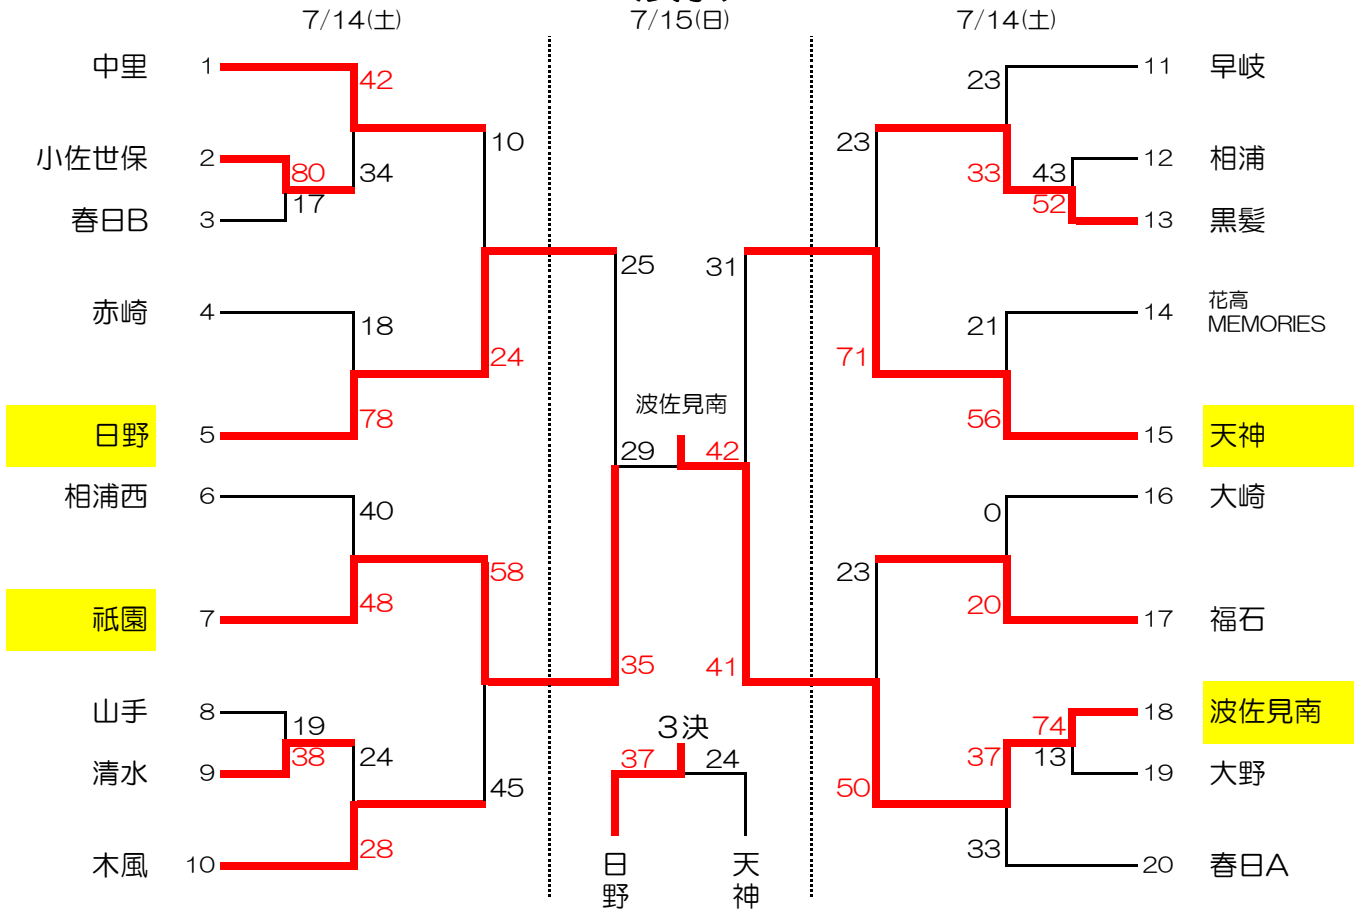 7/14(土)
7/15(日)
7/14(土)
中里 1
42
10
小佐世保 2
80
34
17
春日B 3
赤崎 4
18
24
78
日野 5
相浦西 6
40
58
48
祇園 7
山手 8
19
38
24
清水 9
45
28
木風 10
25
31
波佐見南
29
42
35
41
3決
37
24
日野
天神
23
11 早岐
23
12 相浦
33
43
52
13 黒髪
14 花高
MEMORIES
21
71
56
15 天神
16 大崎
0
23
20
17 福石
18 波佐見南
74
37
13
19 大野
50
33
20 春日A